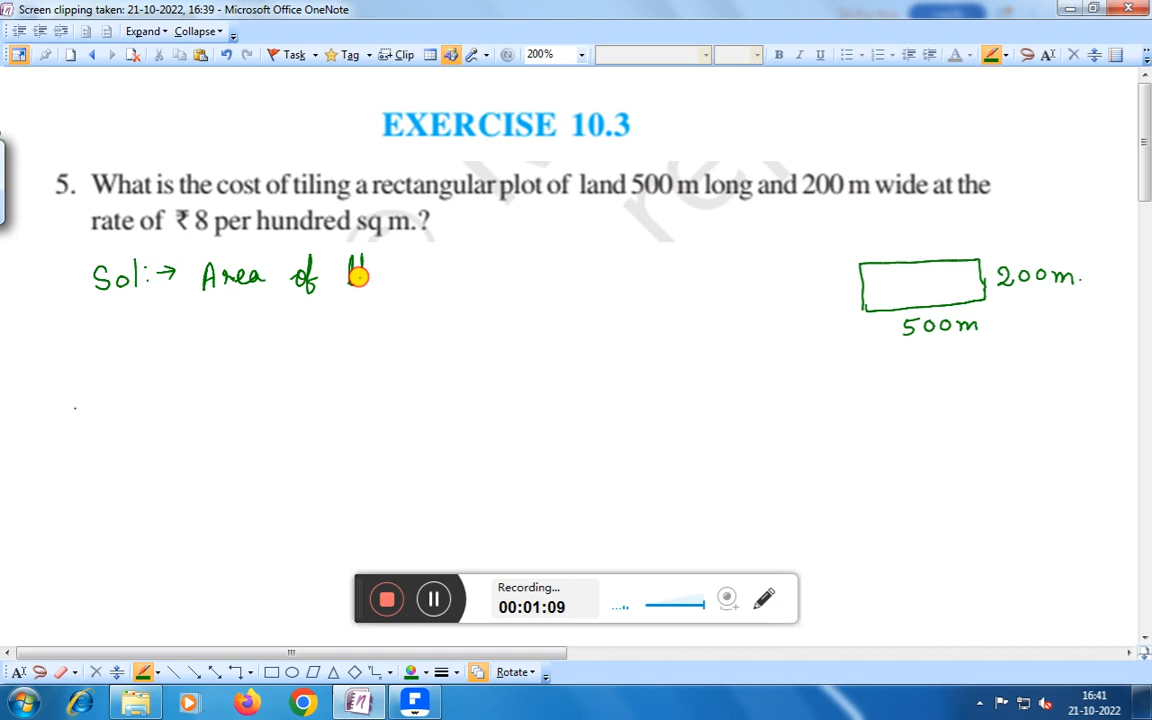 Screen clipping taken: 21-10-2022, 16:39 - Microsoft Office OneNote
Expand Collapse
Task Tag Clip 200% B I U A
EXERCISE 10.3
5. What is the cost of tiling a rectangular plot of land 500 m long and 200 m wide at the
rate of ₹ 8 per hundred sq m.?
Sol:→ Area of
200m.
500m
Recording...
00:01:09
Rotate
16:41
21-10-2022